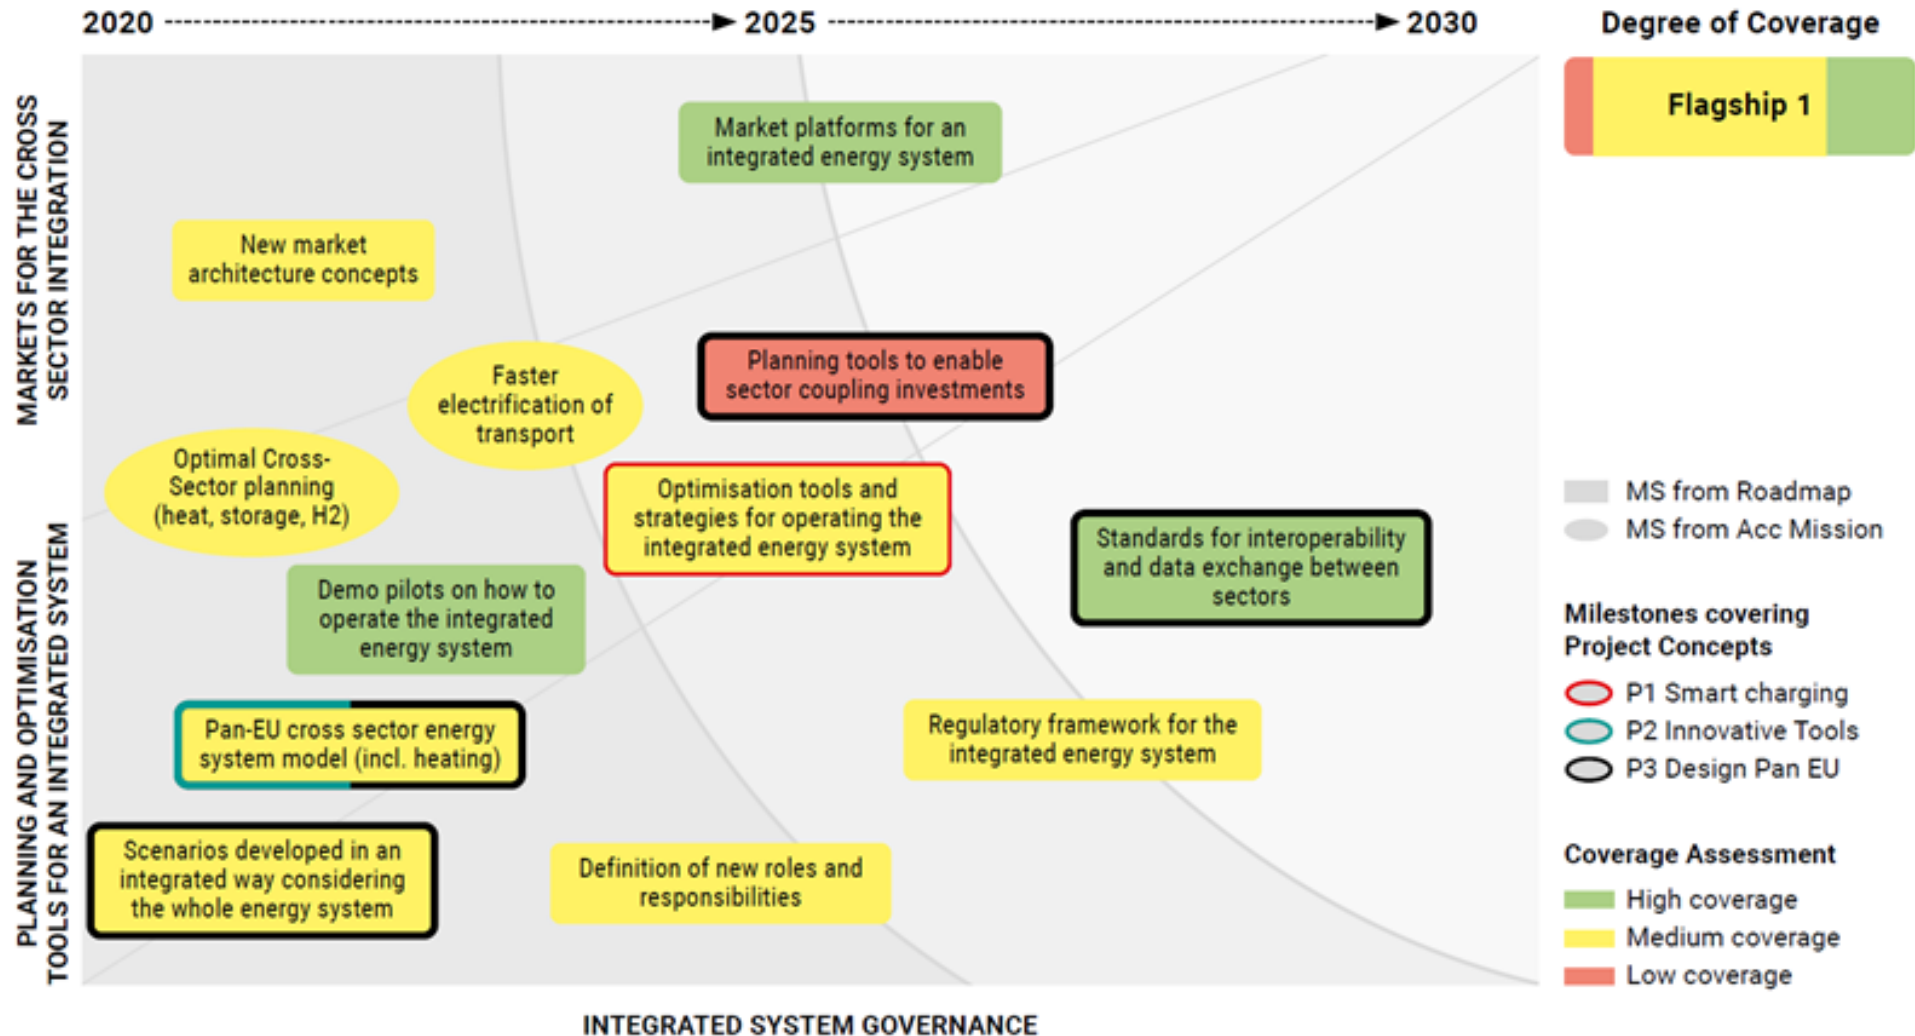 2020
2025
2030
Degree of Coverage
Flagship 1
MARKETS FOR THE CROSS
SECTOR INTEGRATION
PLANNING AND OPTIMISATION
TOOLS FOR AN INTEGRATED SYSTEM
Market platforms for an
integrated energy system
New market
architecture concepts
Planning tools to enable
sector coupling investments
Faster
electrification of
transport
Optimal Cross-
Sector planning
(heat, storage, H2)
Optimisation tools and
strategies for operating the
integrated energy system
Standards for interoperability
and data exchange between
sectors
Demo pilots on how to
operate the integrated
energy system
Pan-EU cross sector energy
system model (incl. heating)
Regulatory framework for the
integrated energy system
Scenarios developed in an
integrated way considering
the whole energy system
Definition of new roles and
responsibilities
INTEGRATED SYSTEM GOVERNANCE
MS from Roadmap
MS from Acc Mission
Milestones covering
Project Concepts
P1 Smart charging
P2 Innovative Tools
P3 Design Pan EU
Coverage Assessment
High coverage
Medium coverage
Low coverage